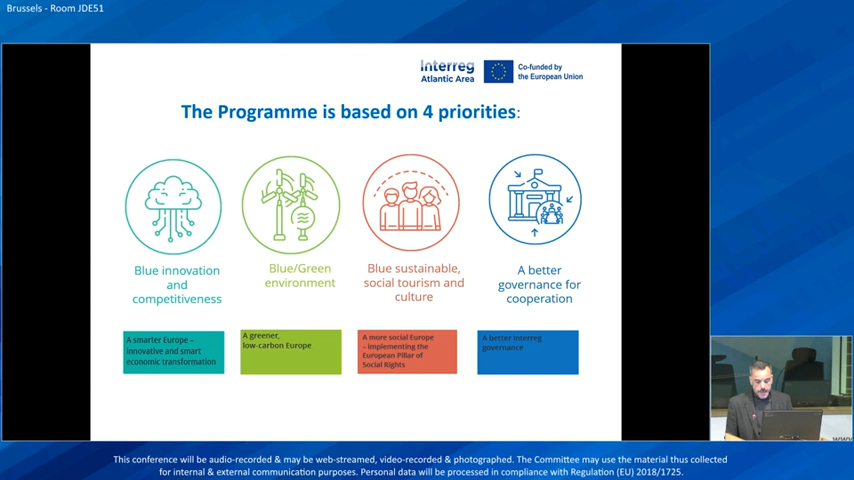 Brussels - Room JDE51
Interreg
Atlantic Area
Co-funded by
the European Union
The Programme is based on 4 priorities:
Blue innovation
and
competitiveness
Blue/Green
environment
Blue sustainable,
social tourism and
culture
A better
governance for
cooperation
A smarter Europe –
innovative and smart
economic transformation
A greener,
low-carbon Europe
A more social Europe
– implementing the
European Pillar of
Social Rights
A better interreg
governance
This conference will be audio-recorded & may be web-streamed, video-recorded & photographed. The Committee may use the material thus collected
for internal & external communication purposes. Personal data will be processed in compliance with Regulation (EU) 2018/1725.